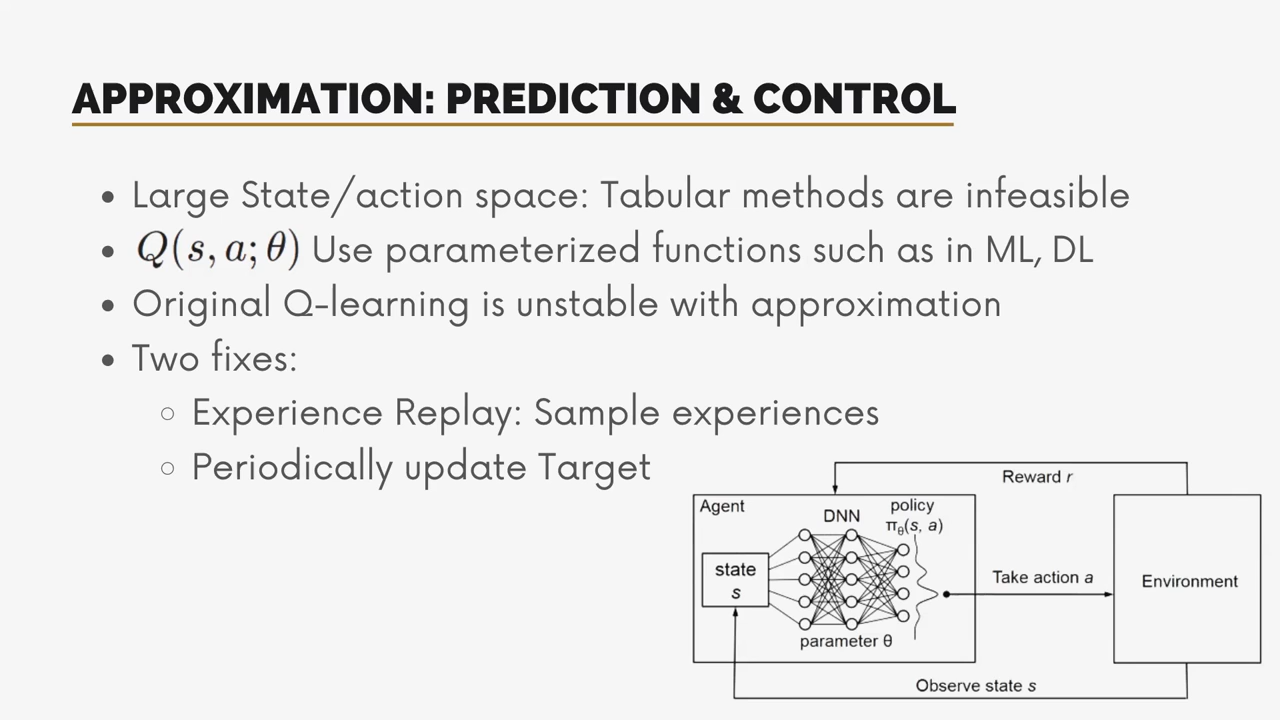 APPROXIMATION: PREDICTION & CONTROL
• Large State/action space: Tabular methods are infeasible
• Q(s, a; θ) Use parameterized functions such as in ML, DL
• Original Q-learning is unstable with approximation
• Two fixes:
○ Experience Replay: Sample experiences
○ Periodically update Target
Reward r
Agent
DNN
policy
π_θ(s, a)
state
s
parameter θ
Take action a
Environment
Observe state s